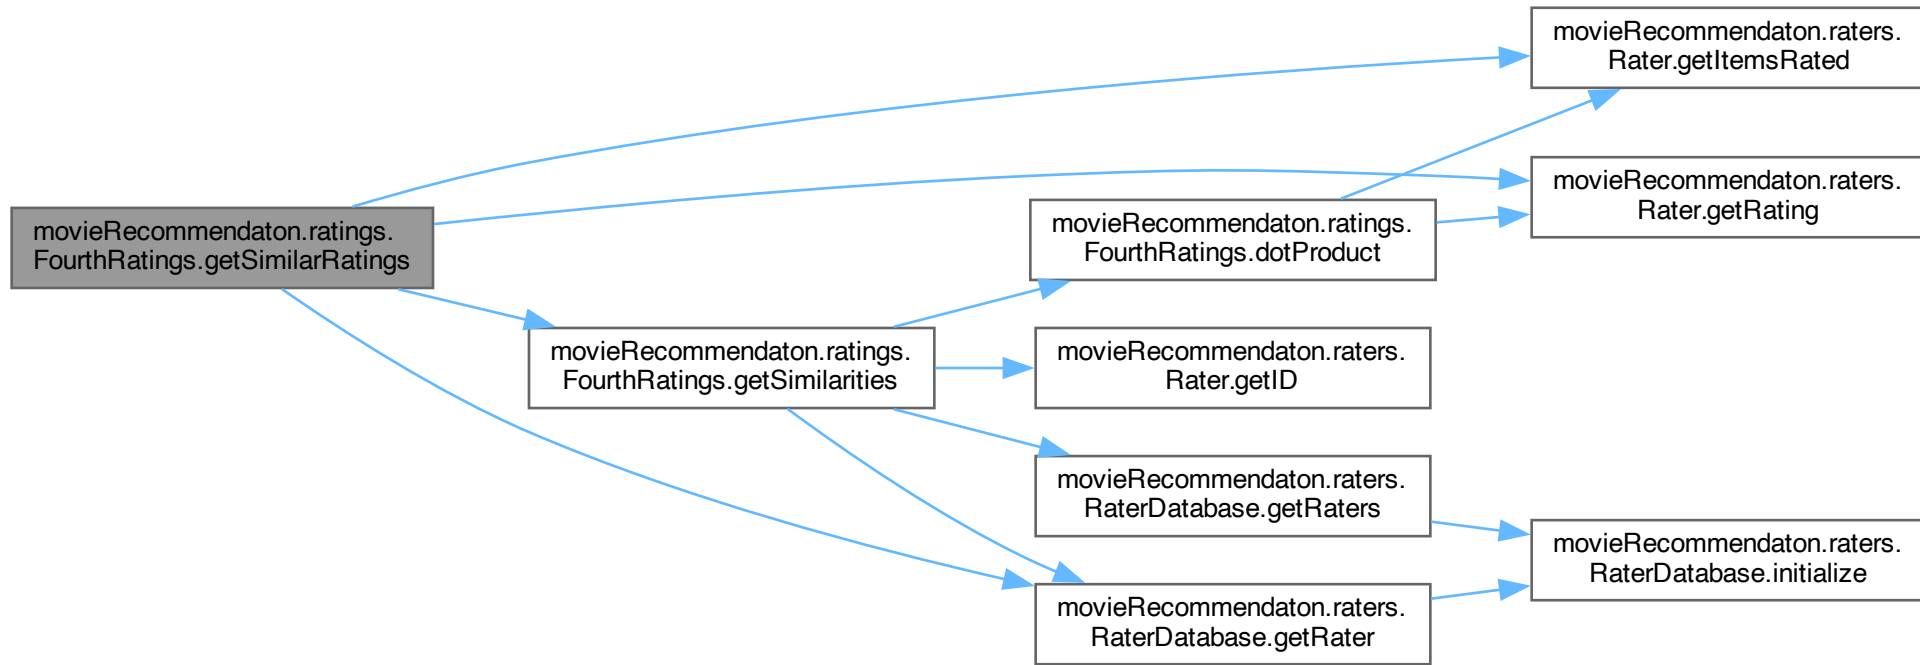 movieRecommendaton.ratings.
FourthRatings.getSimilarRatings
movieRecommendaton.ratings.
FourthRatings.getSimilarities
movieRecommendaton.ratings.
FourthRatings.dotProduct
movieRecommendaton.raters.
Rater.getID
movieRecommendaton.raters.
RaterDatabase.getRaters
movieRecommendaton.raters.
RaterDatabase.getRater
movieRecommendaton.raters.
Rater.getItemsRated
movieRecommendaton.raters.
Rater.getRating
movieRecommendaton.raters.
RaterDatabase.initialize